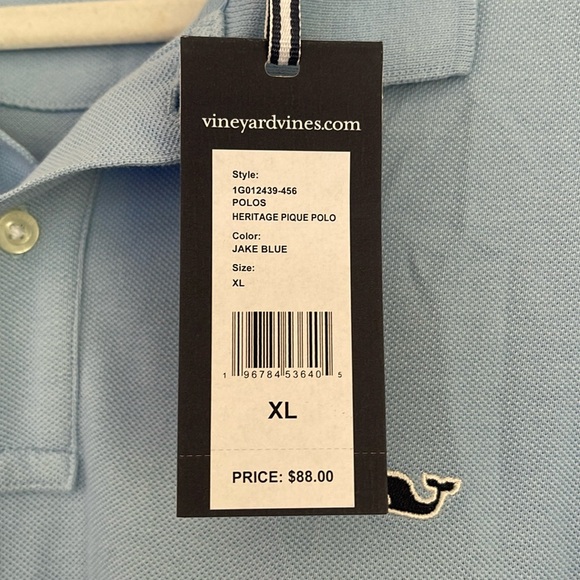 vineyardvines.com
Style:
1G012439-456
POLOS
HERITAGE PIQUE POLO
Color:
JAKE BLUE
Size:
XL
1 96784 53640 5
XL
PRICE: $88.00